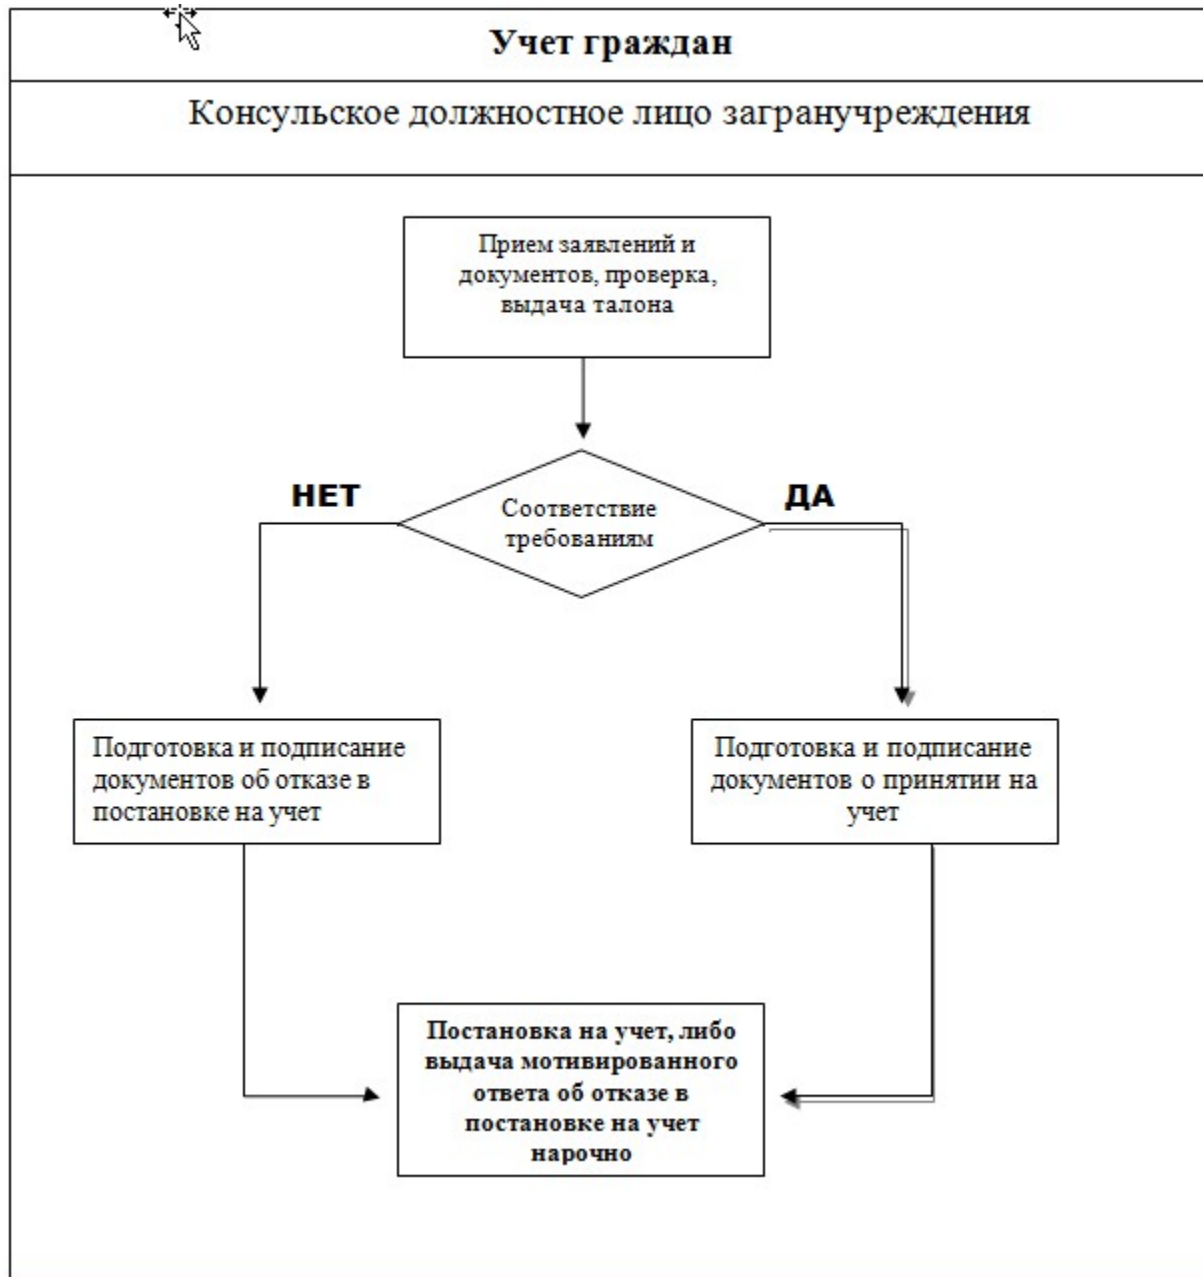 Учет граждан
Консульское должностное лицо загранучреждения
Прием заявлений и
документов, проверка,
выдача талона
НЕТ
Соответствие
требованиям
ДА
Подготовка и подписание
документов об отказе в
постановке на учет
Подготовка и подписание
документов о принятии на
учет
Постановка на учет, либо
выдача мотивированного
ответа об отказе в
постановке на учет
нарочно